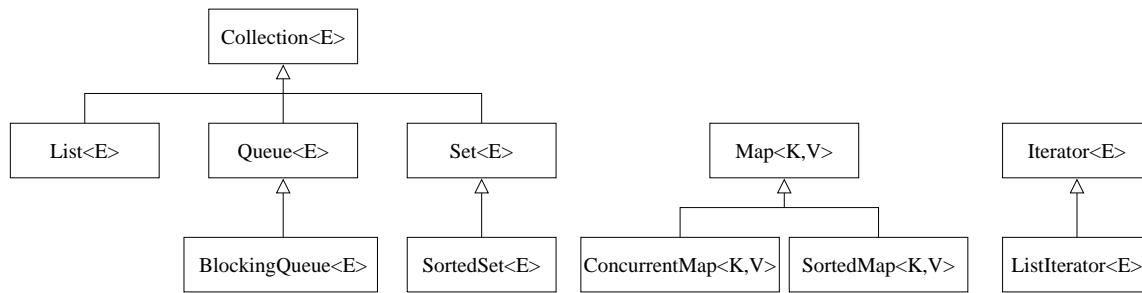 Collection<E>
List<E>
Queue<E>
Set<E>
Map<K,V>
Iterator<E>
BlockingQueue<E>
SortedSet<E>
ConcurrentMap<K,V>
SortedMap<K,V>
ListIterator<E>